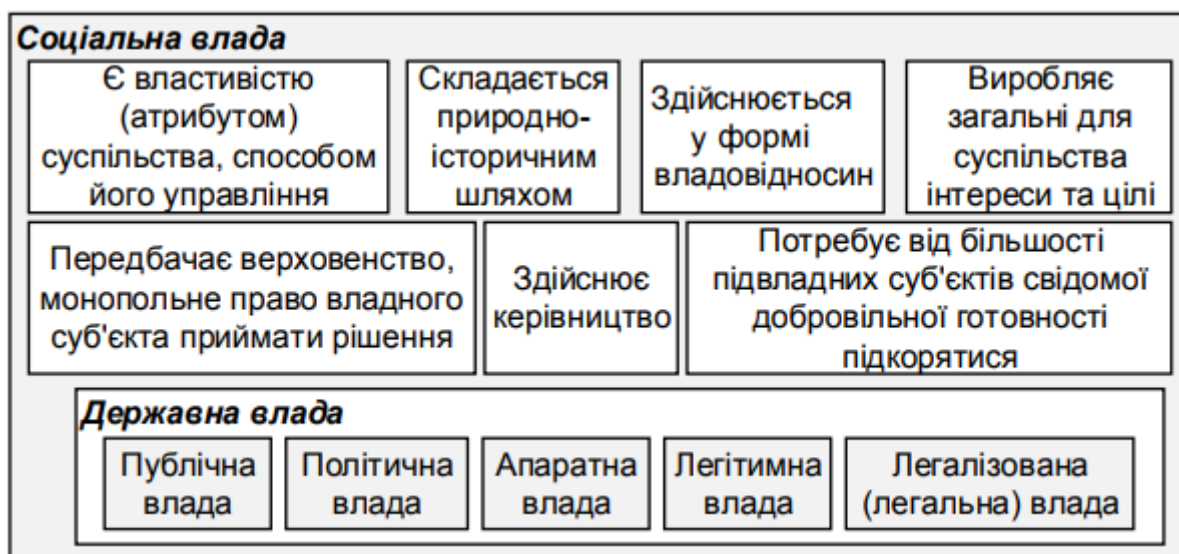 Соціальна влада
Є властивістю
(атрибутом)
суспільства, способом
його управління
Складається
природно-
історичним
шляхом
Здійснюється
у формі
владовідносин
Виробляє
загальні для
суспільства
інтереси та цілі
Передбачає верховенство,
монопольне право владного
суб'єкта приймати рішення
Здійснює
керівництво
Потребує від більшості
підвладних суб'єктів свідомої
добровільної готовності
підкорятися
Державна влада
Публічна
влада
Політична
влада
Апаратна
влада
Легітимна
влада
Легалізована
(легальна) влада